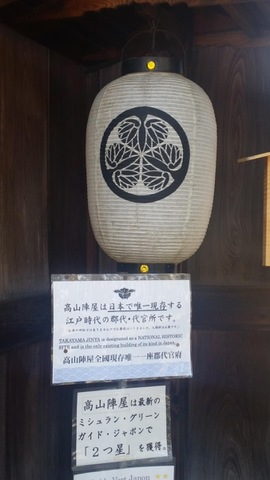 高山陣屋は日本で唯一現存する
江戸時代の郡代・代官所です。
TAKAYAMA JINYA is designated as a NATIONAL HISTORIC
SITE and is the only existing building of its kind in Japan.
高山陣屋全國現存唯一一座郡代官府
高山陣屋は最新の
ミシュラン・グリーン
ガイド・ジャポンで
「2つ星」を獲得。